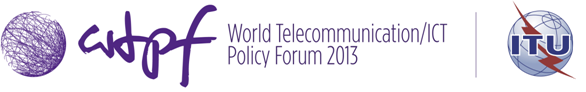 wtpf
World Telecommunication/ICT
Policy Forum 2013
ITU